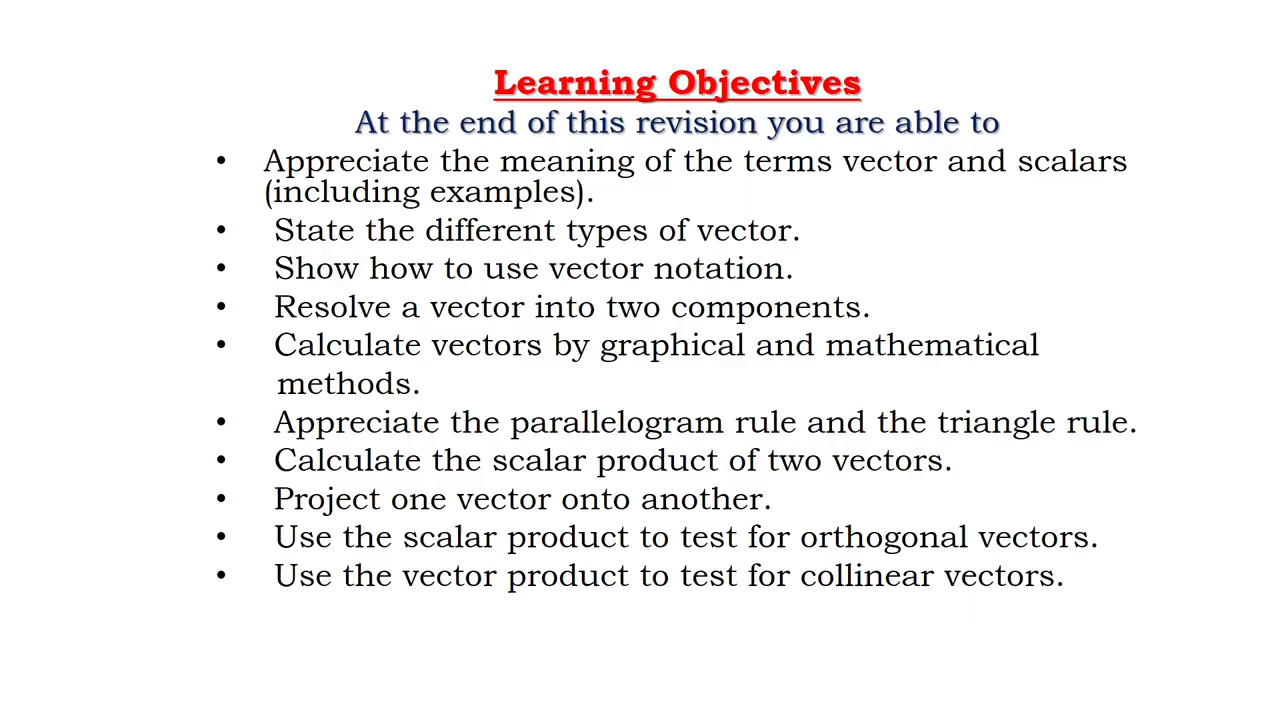 Learning Objectives
At the end of this revision you are able to
• Appreciate the meaning of the terms vector and scalars
(including examples).
• State the different types of vector.
• Show how to use vector notation.
• Resolve a vector into two components.
• Calculate vectors by graphical and mathematical
methods.
• Appreciate the parallelogram rule and the triangle rule.
• Calculate the scalar product of two vectors.
• Project one vector onto another.
• Use the scalar product to test for orthogonal vectors.
• Use the vector product to test for collinear vectors.